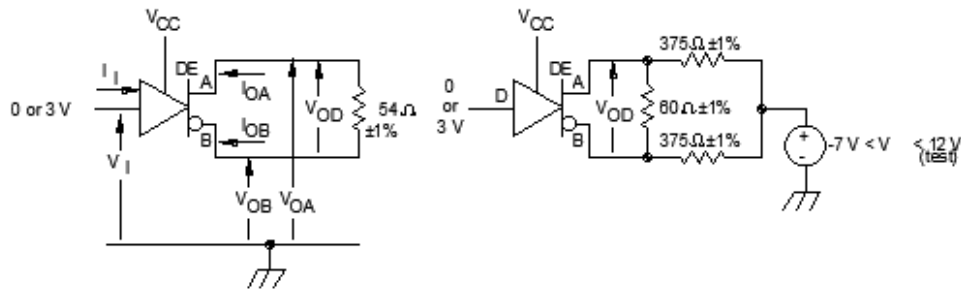 VCC
II
DE
A
IOA
0 or 3 V
VOD
54 Ω
±1%
IOB
B
VI
VOB
VOA
VCC
375 Ω ±1%
DE
A
0
or
3 V
D
VOD
60 Ω ±1%
B
375 Ω ±1%
+
-
-7 V < V < 12 V
(test)